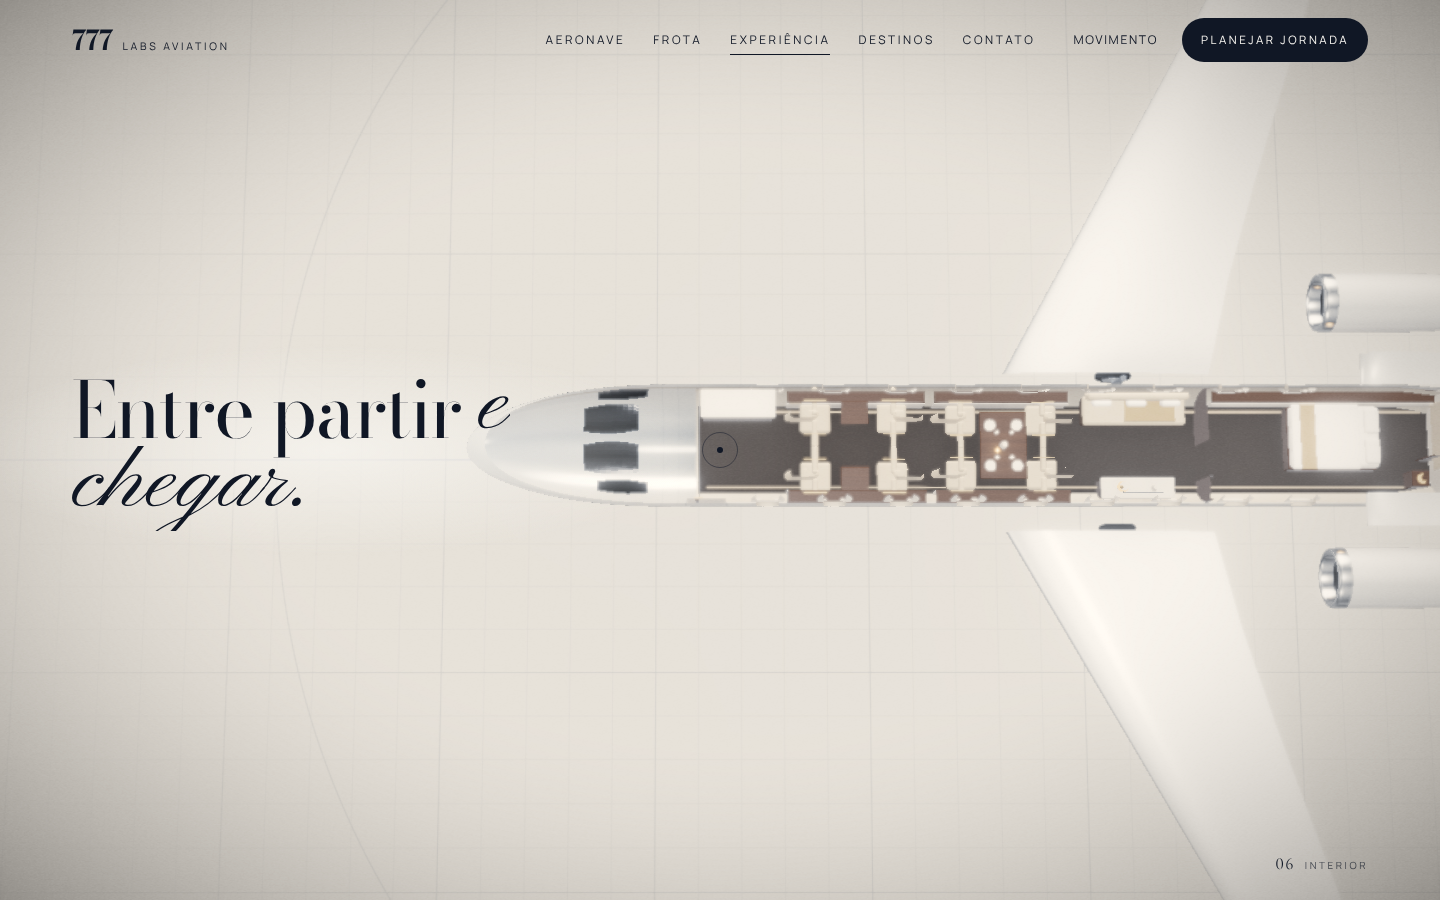 777 LABS AVIATION
AERONAVE FROTA EXPERIÊNCIA DESTINOS CONTATO MOVIMENTO PLANEJAR JORNADA
Entre partir e
chegar.
06 INTERIOR